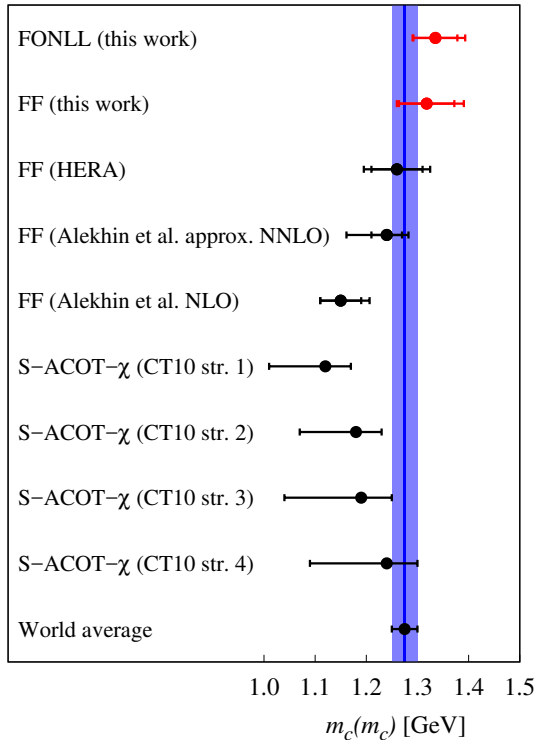 FONLL (this work)
FF (this work)
FF (HERA)
FF (Alekhin et al. approx. NNLO)
FF (Alekhin et al. NLO)
S−ACOT−χ (CT10 str. 1)
S−ACOT−χ (CT10 str. 2)
S−ACOT−χ (CT10 str. 3)
S−ACOT−χ (CT10 str. 4)
World average
1.0 1.1 1.2 1.3 1.4 1.5
m_c(m_c) [GeV]